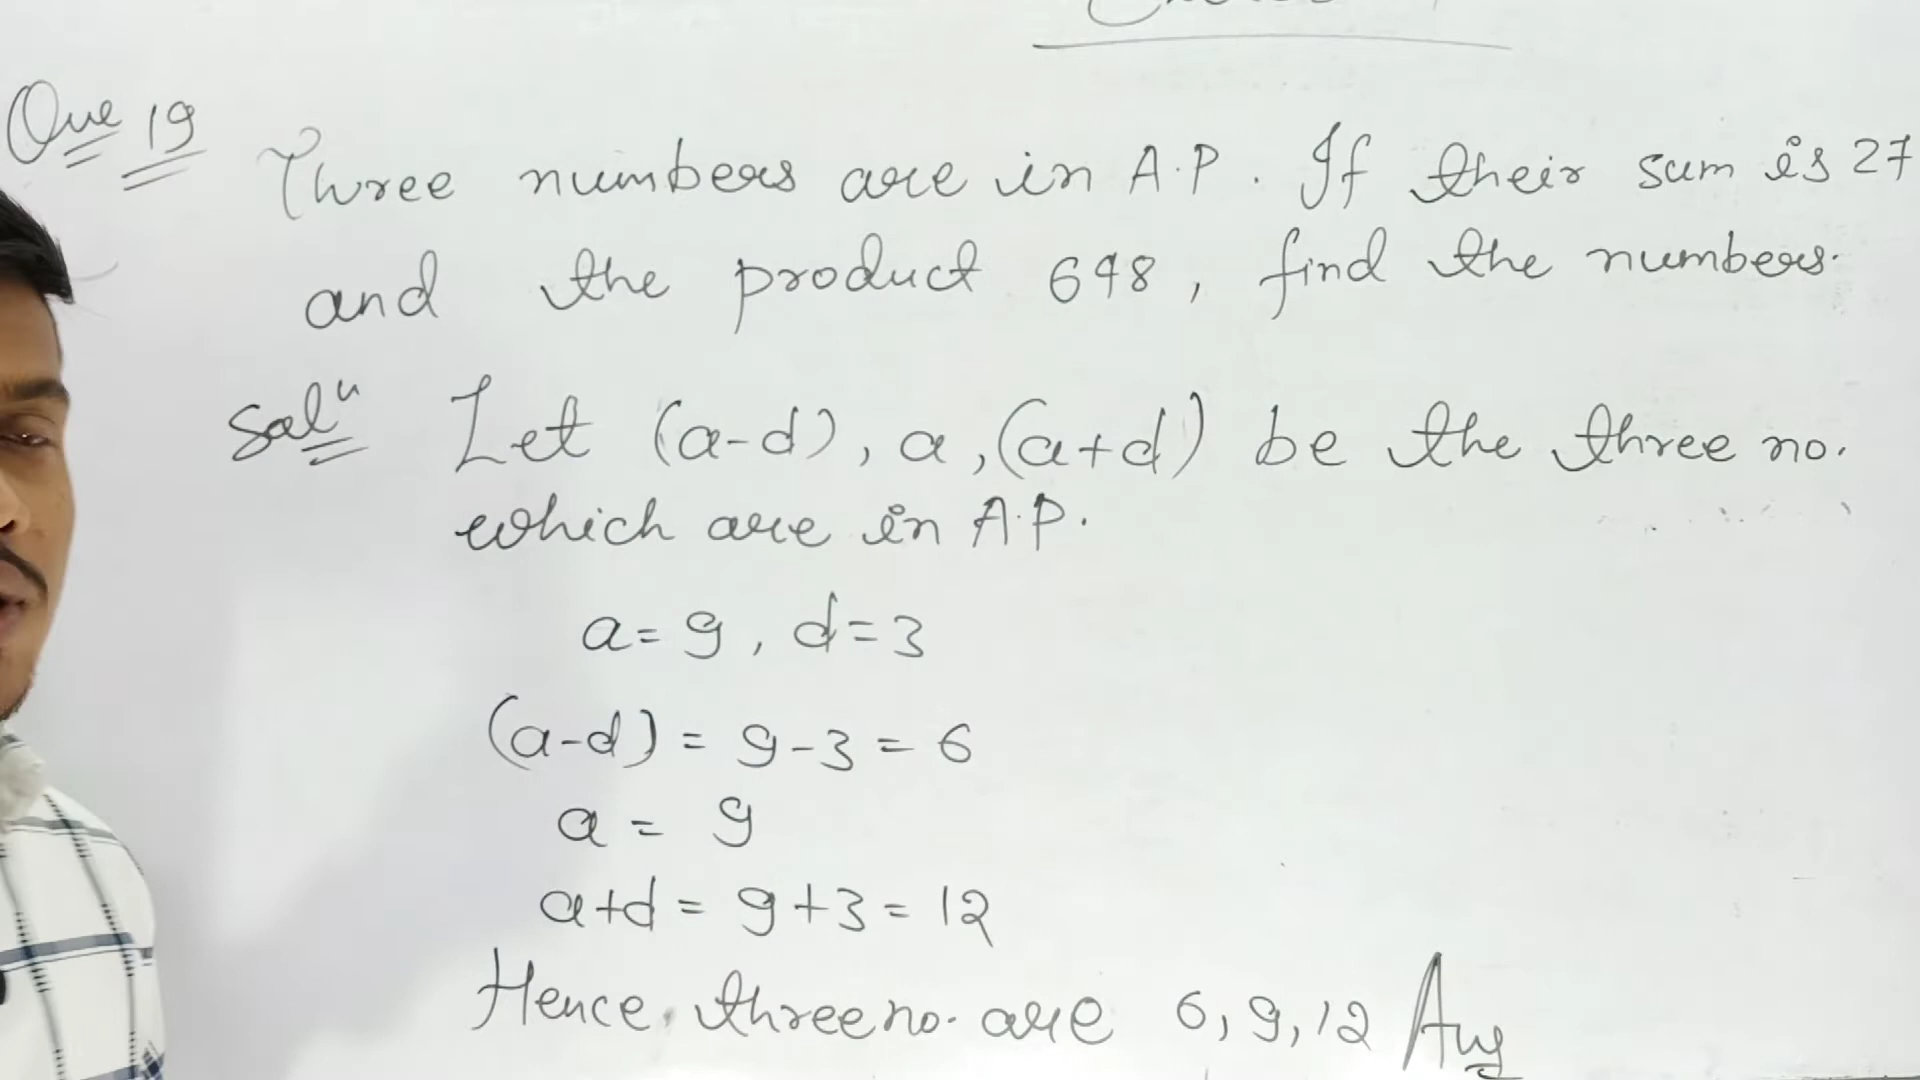 Que 19
Three numbers are in A.P. If their sum is 27
and the product 648, find the numbers.
Solⁿ Let (a-d), a, (a+d) be the three no.
which are in A.P.
a = 9, d = 3
(a-d) = 9-3 = 6
a = 9
a+d = 9+3 = 12
Hence, three no. are 6, 9, 12 Ans